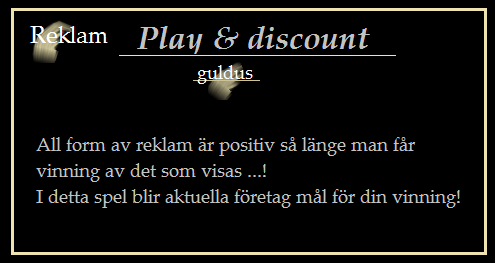 Reklam
Play & discount
guldus
All form av reklam är positiv så länge man får
vinning av det som visas ...!
I detta spel blir aktuella företag mål för din vinning!